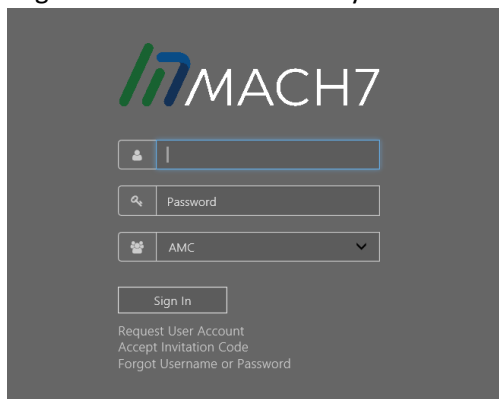 MACH7
Password
AMC
Sign In
Request User Account
Accept Invitation Code
Forgot Username or Password